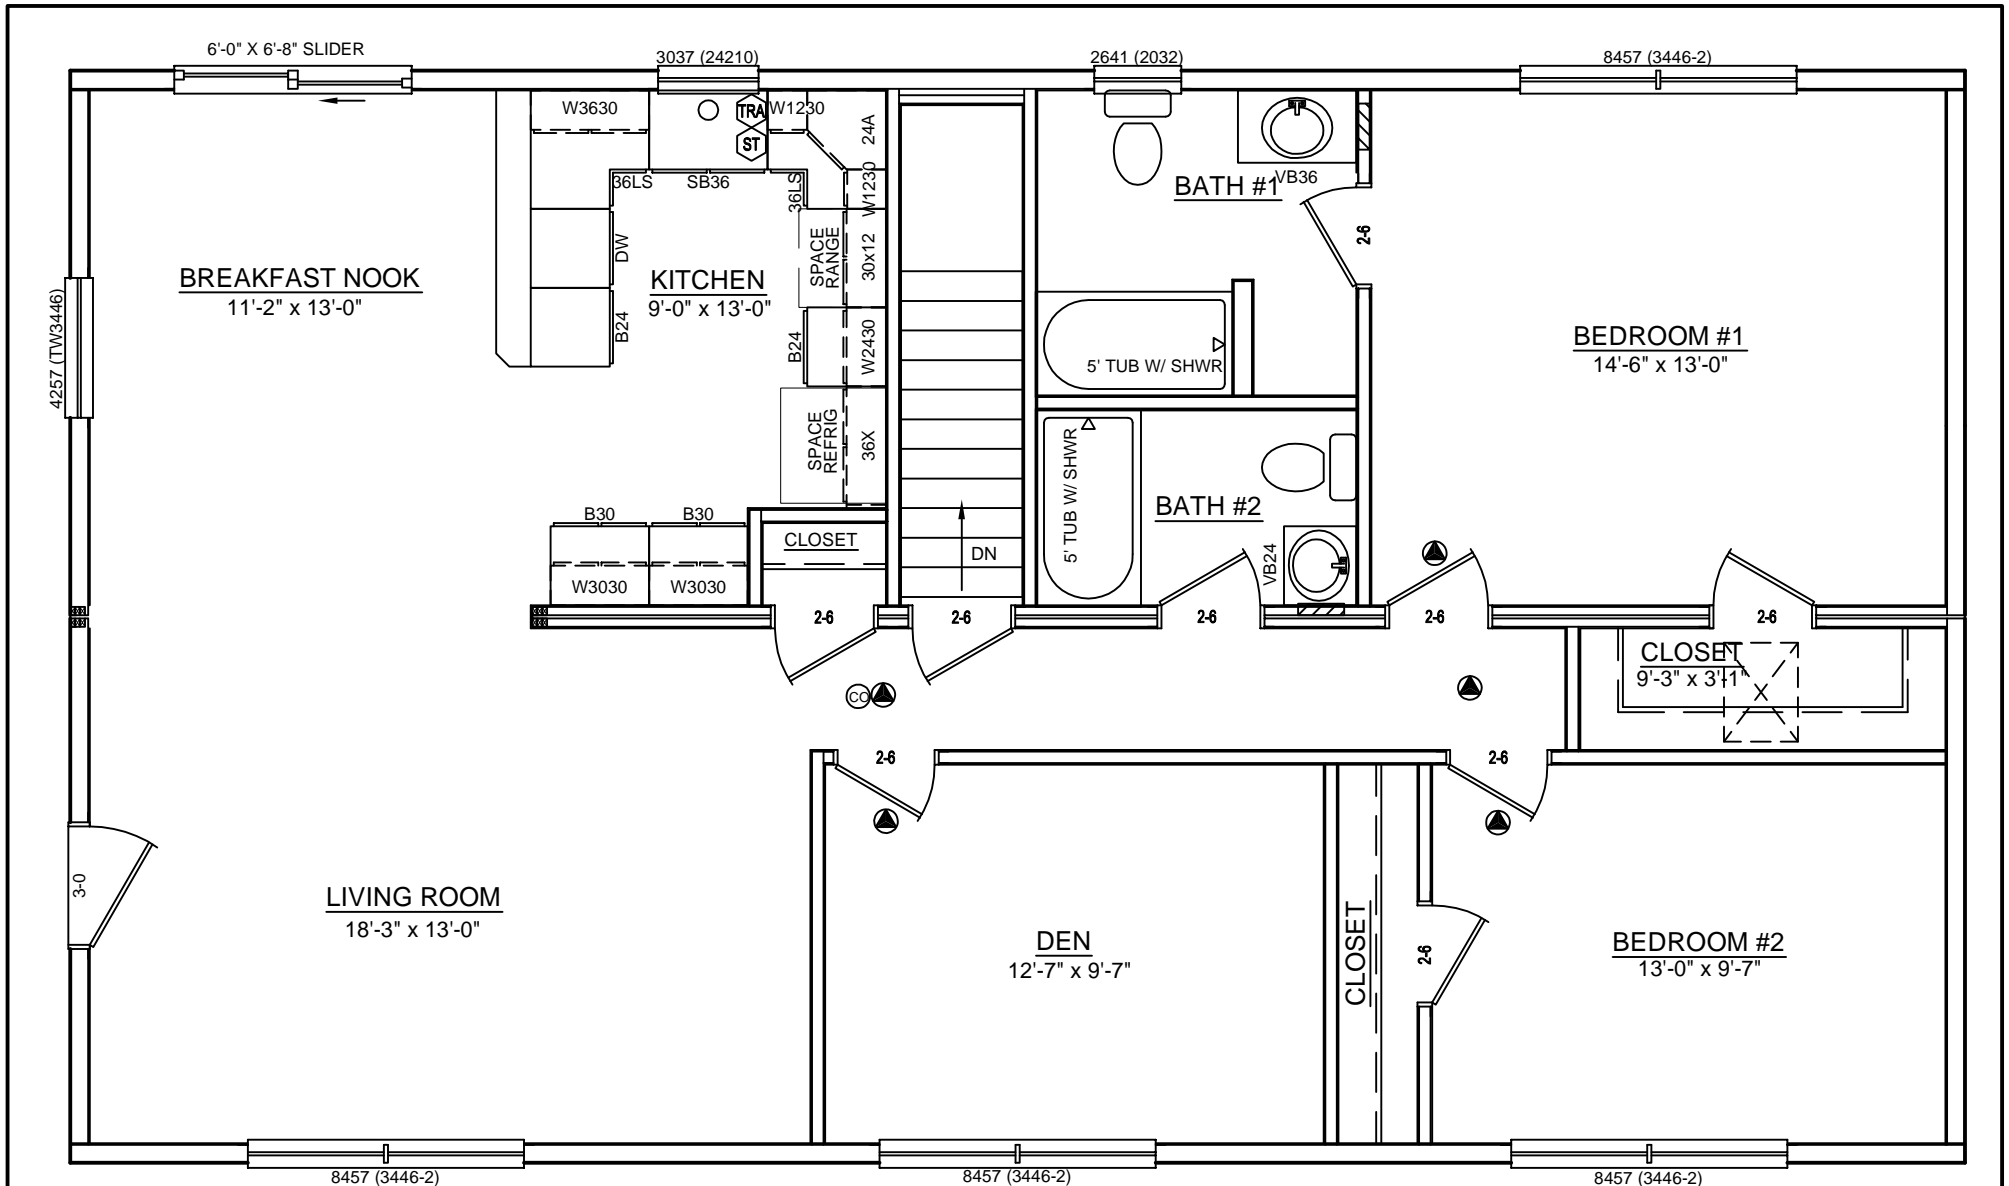 6'-0" X 6'-8" SLIDER
3037 (24210)
2641 (2032)
8457 (3446-2)
W3630
TRA
W1230
ST
24A
36LS
SB36
36LS
W1230
BATH #1
VB36
2-6
BREAKFAST NOOK
11'-2" x 13'-0"
DW
KITCHEN
9'-0" x 13'-0"
SPACE
RANGE
30x12
4257 (TW3446)
B24
B24
W2430
5' TUB W/ SHWR
BEDROOM #1
14'-6" x 13'-0"
SPACE
REFRIG
36X
5' TUB W/ SHWR
BATH #2
B30
B30
CLOSET
DN
VB24
W3030
W3030
2-6
2-6
2-6
2-6
2-6
CLOSET
9'-3" x 3'-1"
CO
2-6
2-6
3-0
LIVING ROOM
18'-3" x 13'-0"
DEN
12'-7" x 9'-7"
CLOSET
2-6
BEDROOM #2
13'-0" x 9'-7"
8457 (3446-2)
8457 (3446-2)
8457 (3446-2)